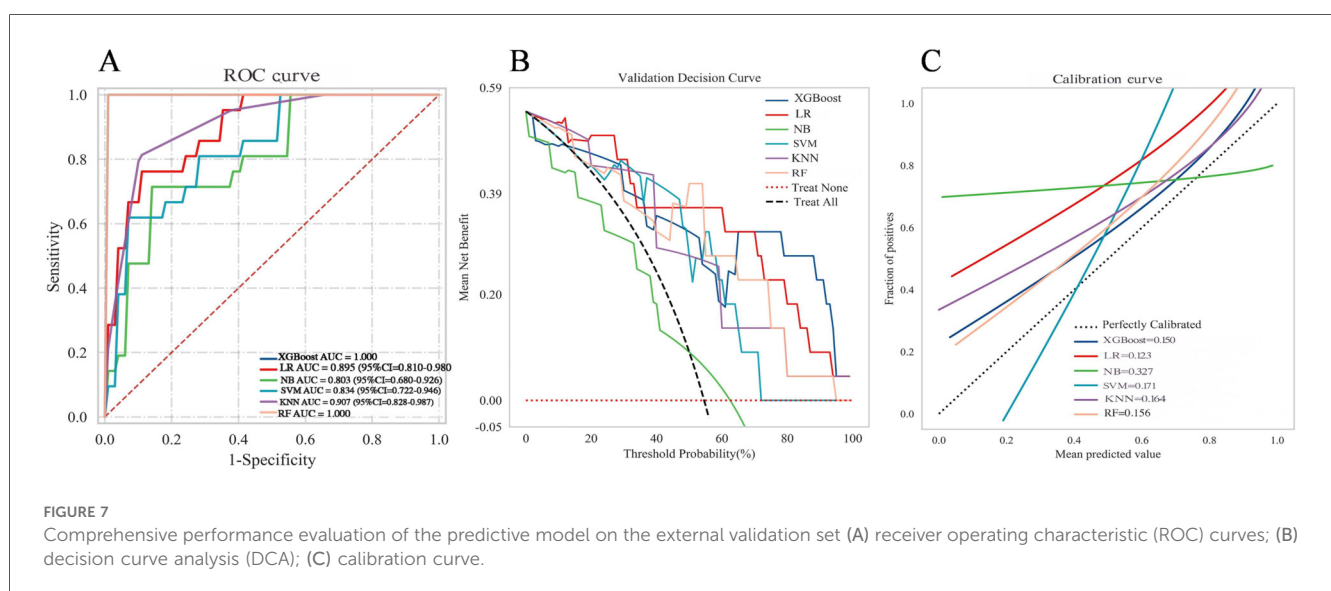 A
ROC curve
1.0
0.8
0.6
0.4
0.2
0.0
Sensitivity
XGBoost AUC = 1.000
LR AUC = 0.895 (95%CI=0.810-0.980
NB AUC = 0.803 (95%CI=0.680-0.926)
SVM AUC = 0.834 (95%CI=0.722-0.946)
KNN AUC = 0.907 (95%CI=0.828-0.987)
RF AUC = 1.000
0.0 0.2 0.4 0.6 0.8 1.0
1-Specificity
B
Validation Decision Curve
0.59
0.39
0.20
0.00
-0.05
Mean Net Benefit
XGBoost
LR
NB
SVM
KNN
RF
Treat None
Treat All
0 20 40 60 80 99
Threshold Probability(%)
C
Calibration curve
1.0
0.8
0.6
0.4
0.2
0.0
Fraction of positives
Perfectly Calibrated
XGBoost=0.150
LR=0.123
NB=0.327
SVM=0.171
KNN=0.164
RF=0.156
0.0 0.2 0.4 0.6 0.8 1.0
Mean predicted value
FIGURE 7
Comprehensive performance evaluation of the predictive model on the external validation set (A) receiver operating characteristic (ROC) curves; (B)
decision curve analysis (DCA); (C) calibration curve.